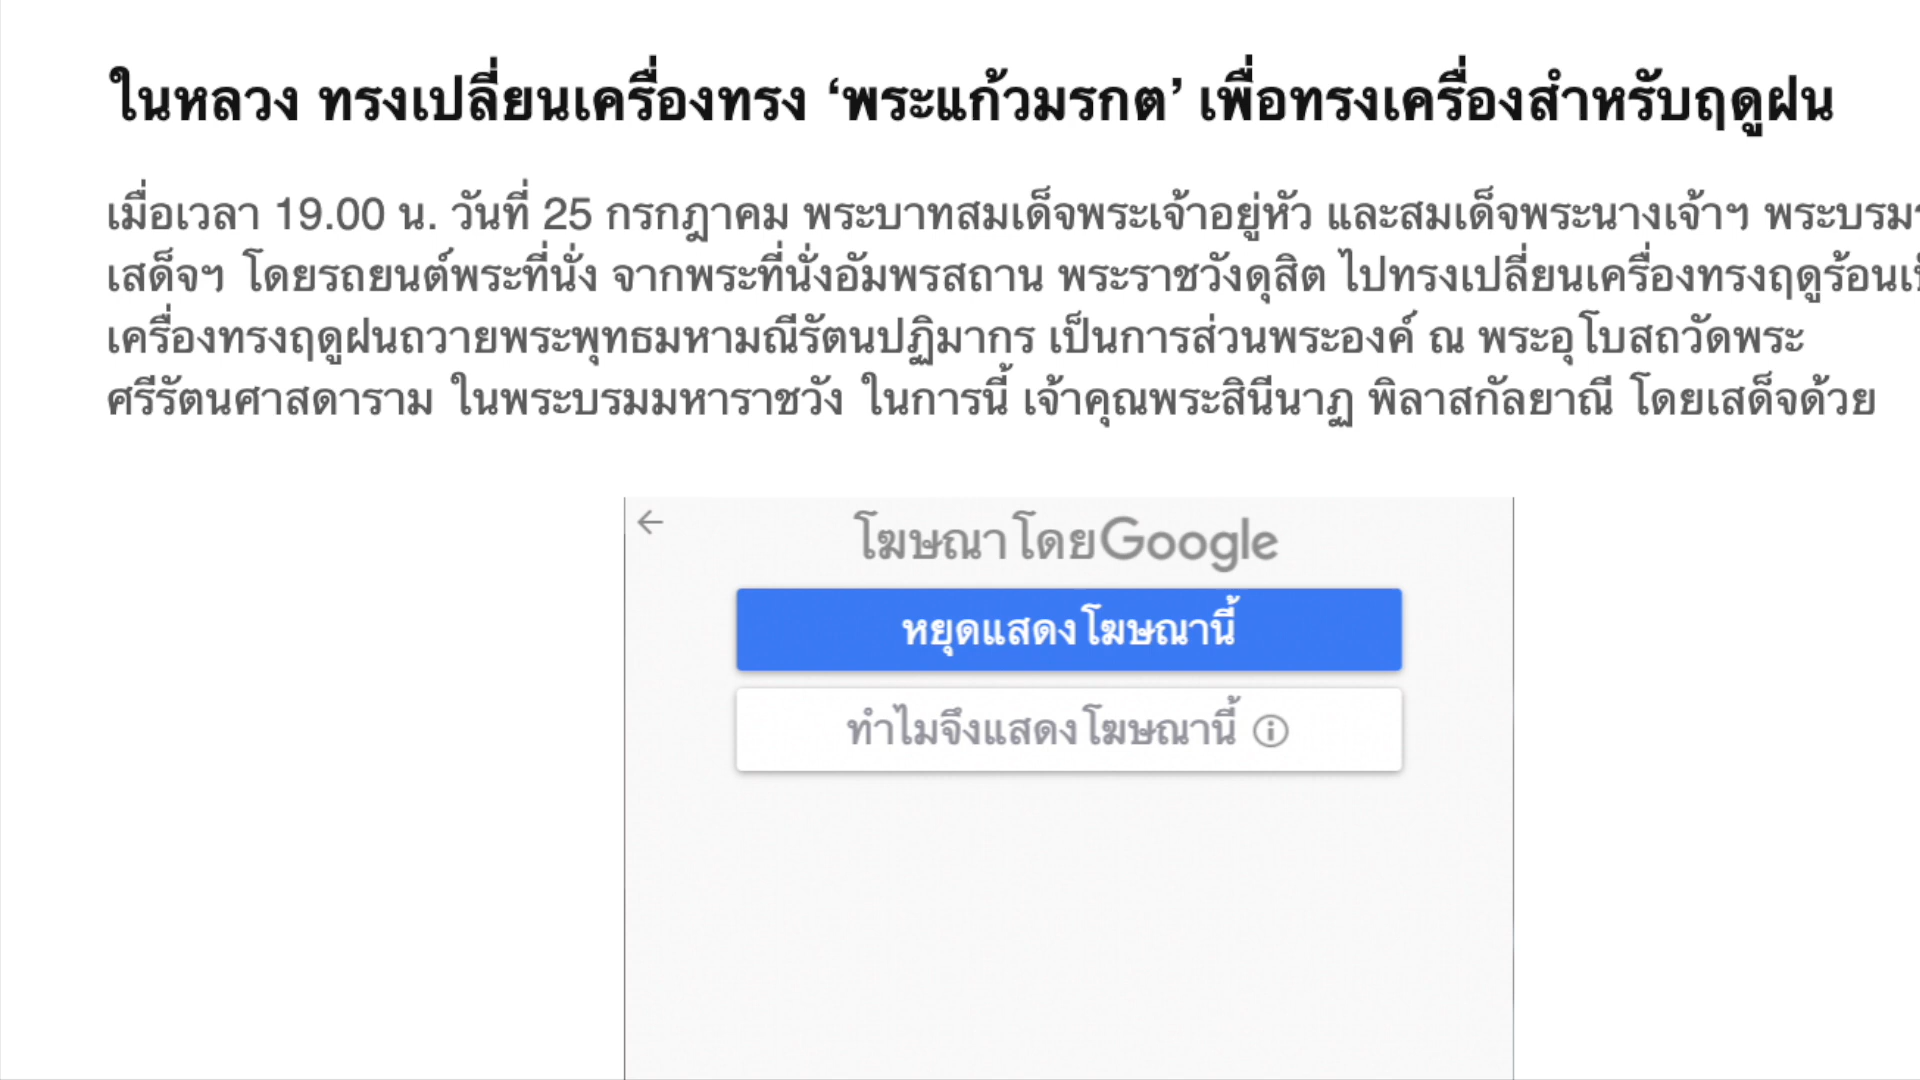 ในหลวง ทรงเปลี่ยนเครื่องทรง ‘พระแก้วมรกต’ เพื่อทรงเครื่องสำหรับฤดูฝน
เมื่อเวลา 19.00 น. วันที่ 25 กรกฎาคม พระบาทสมเด็จพระเจ้าอยู่หัว และสมเด็จพระนางเจ้าฯ พระบรม
เสด็จฯ โดยรถยนต์พระที่นั่ง จากพระที่นั่งอัมพรสถาน พระราชวังดุสิต ไปทรงเปลี่ยนเครื่องทรงฤดูร้อน
เครื่องทรงฤดูฝนถวายพระพุทธมหามณีรัตนปฏิมากร เป็นการส่วนพระองค์ ณ พระอุโบสถวัดพระ
ศรีรัตนศาสดาราม ในพระบรมมหาราชวัง ในการนี้ เจ้าคุณพระสินีนาฏ พิลาสกัลยาณี โดยเสด็จด้วย
โฆษณาโดยGoogle
หยุดแสดงโฆษณานี้
ทำไมจึงแสดงโฆษณานี้